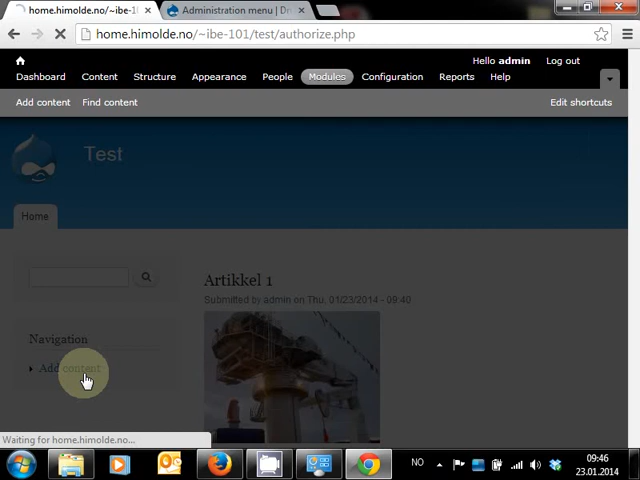 home.himolde.no/~ibe-1
Administration menu | Dr
home.himolde.no/~ibe-101/test/authorize.php
Hello admin
Log out
Dashboard
Content
Structure
Appearance
People
Modules
Configuration
Reports
Help
Add content
Find content
Edit shortcuts
Test
Home
Artikkel 1
Submitted by admin on Thu, 01/23/2014 - 09:40
Navigation
Add content
Waiting for home.himolde.no...
NO
09:46
23.01.2014